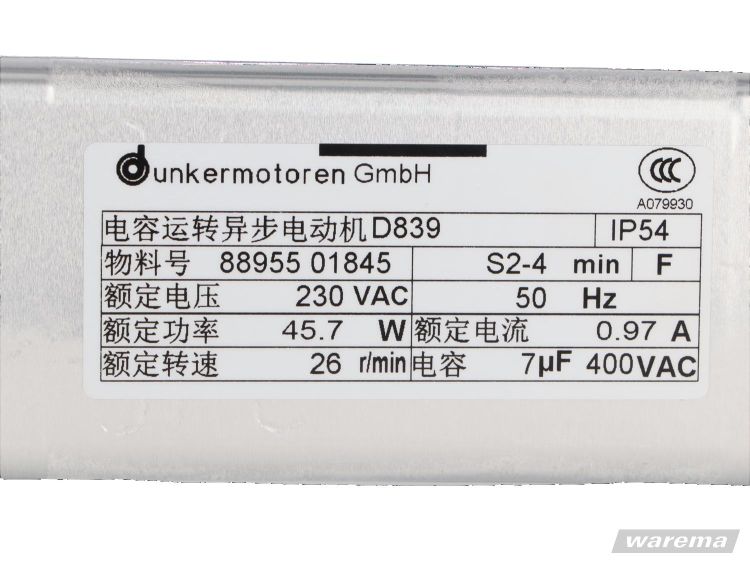 dunkermotoren GmbH
CCC
A079930
电容运转异步电动机D839 IP54
物料号 88955 01845 S2-4 min F
额定电压 230 VAC 50 Hz
额定功率 45.7 W 额定电流 0.97 A
额定转速 26 r/min 电容 7μF 400VAC
warema